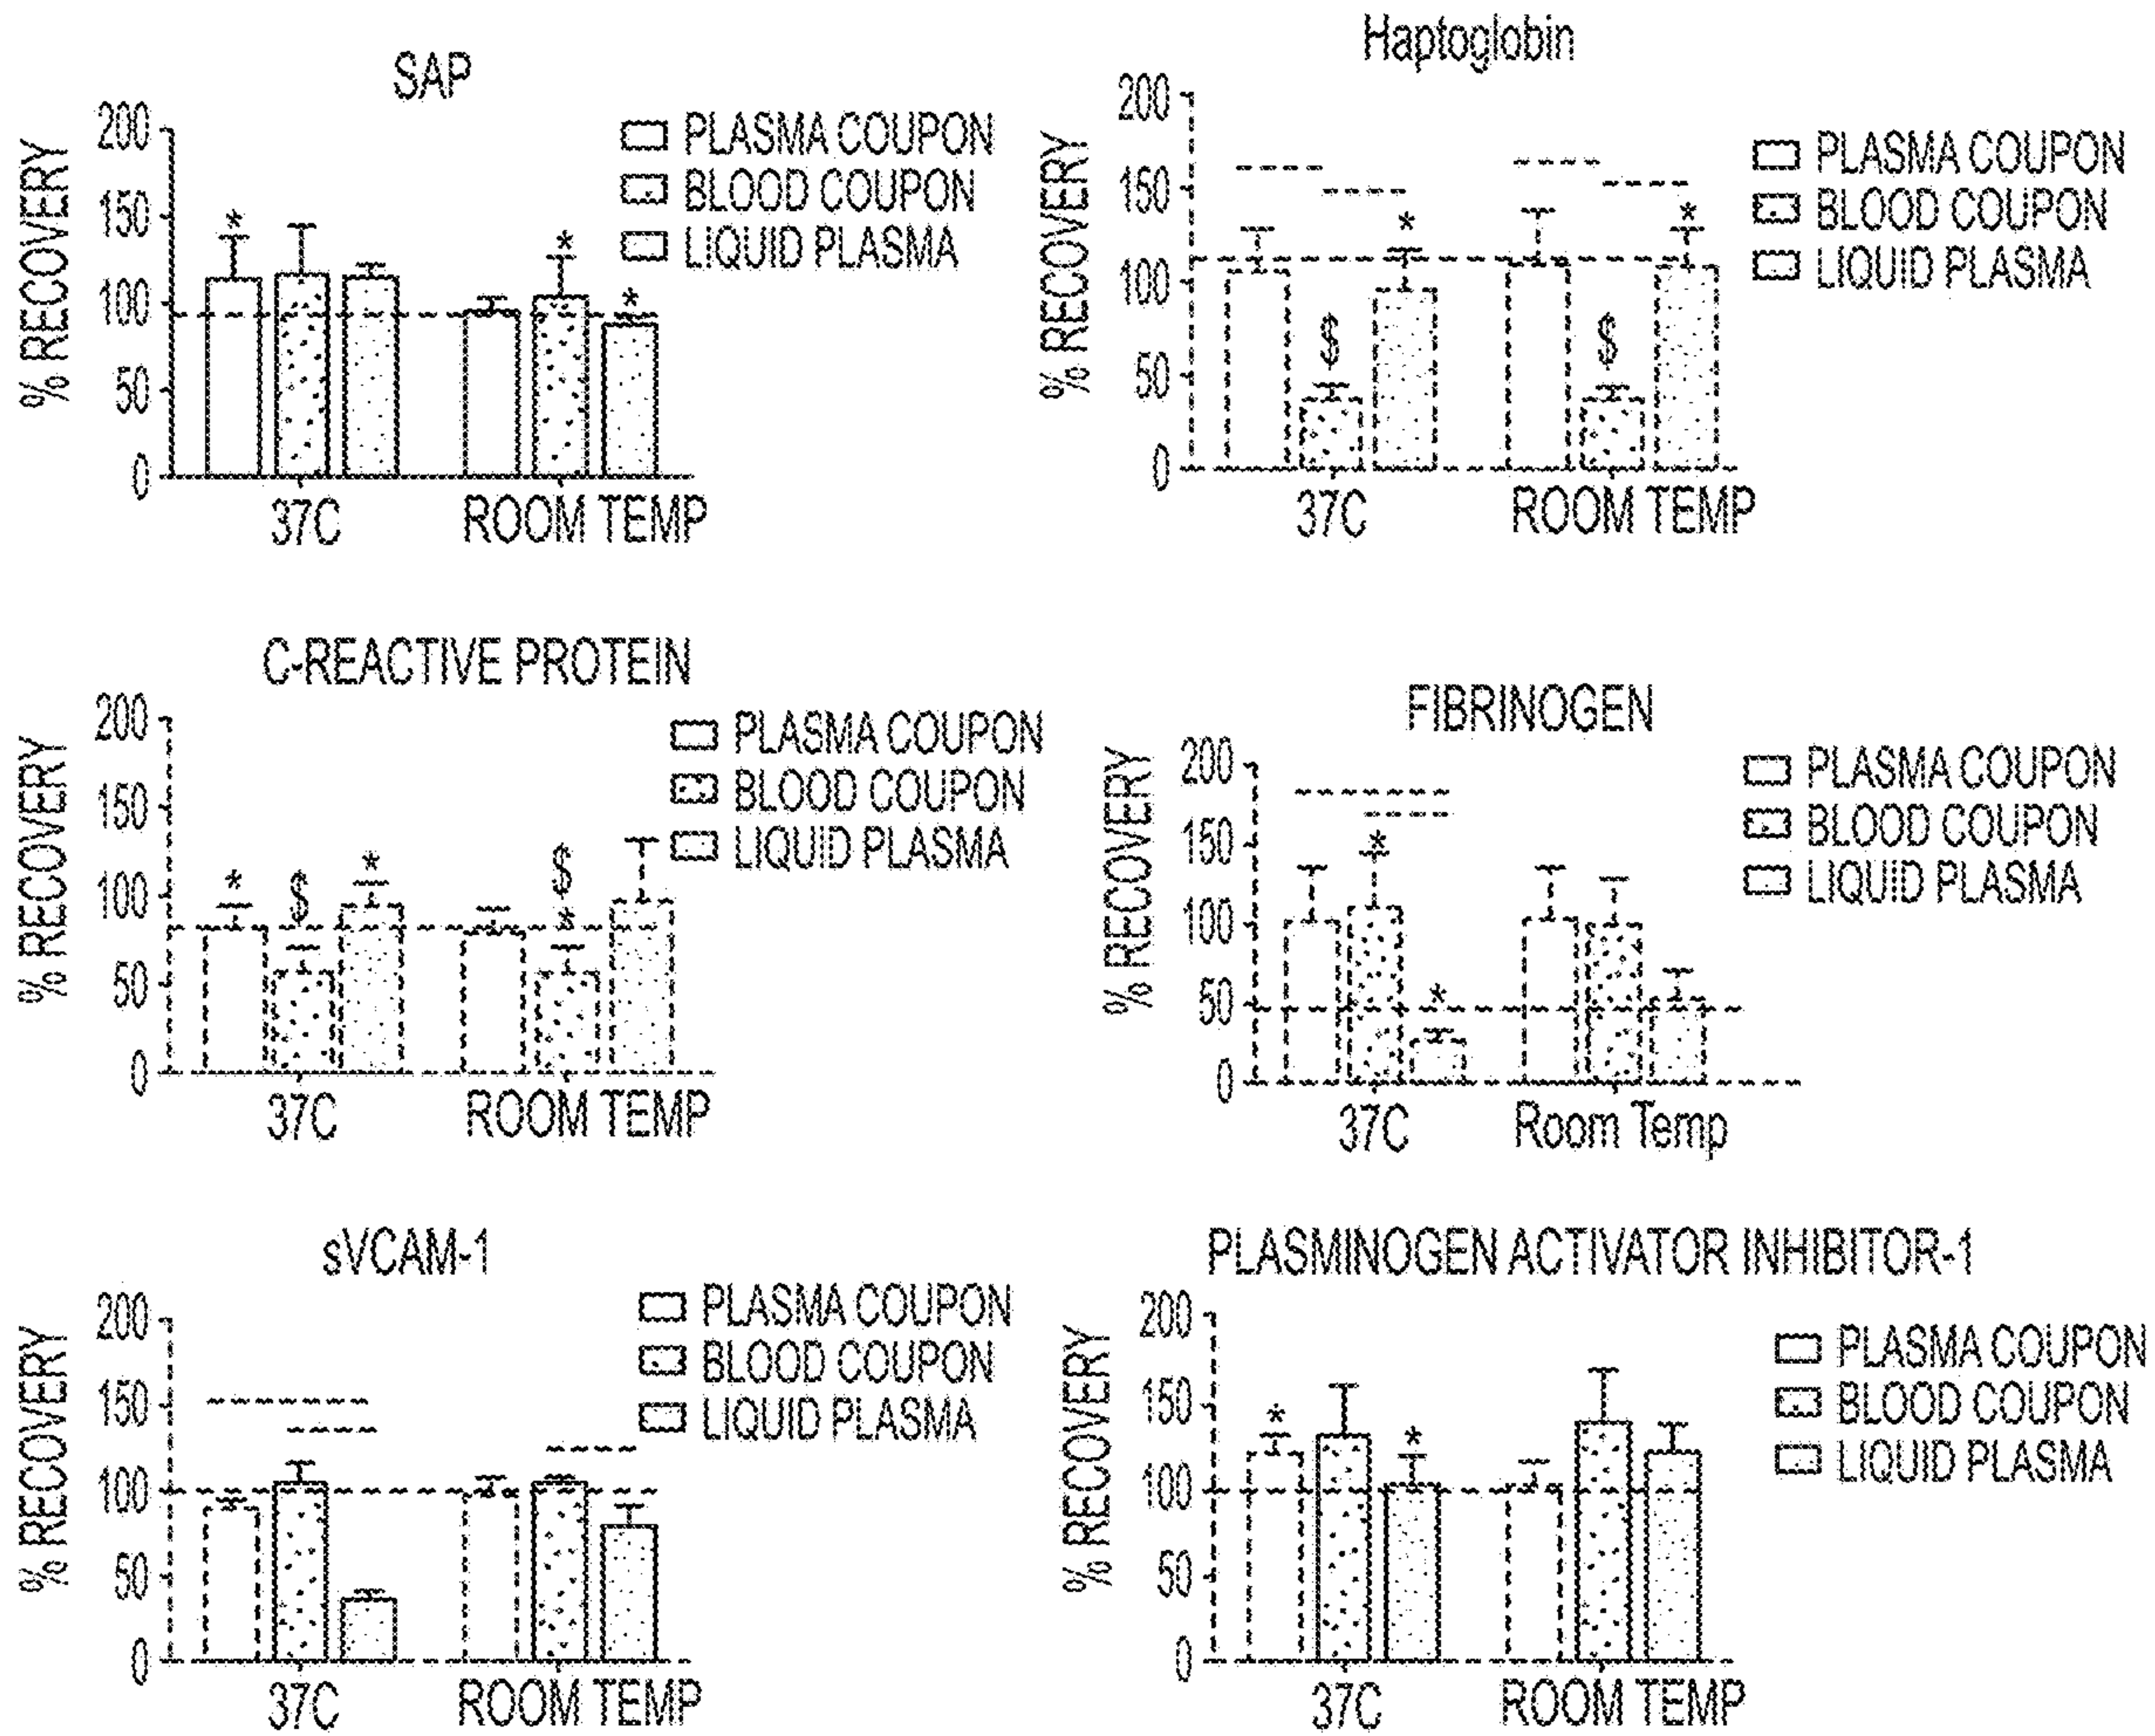 SAP
% RECOVERY
200
150
100
50
0
*
*
*
37C
ROOM TEMP
PLASMA COUPON
BLOOD COUPON
LIQUID PLASMA
Haptoglobin
% RECOVERY
200
150
100
50
0
$
*
$
*
37C
ROOM TEMP
PLASMA COUPON
BLOOD COUPON
LIQUID PLASMA
C-REACTIVE PROTEIN
% RECOVERY
200
150
100
50
0
*
$
*
$
*
37C
ROOM TEMP
PLASMA COUPON
BLOOD COUPON
LIQUID PLASMA
FIBRINOGEN
% RECOVERY
200
150
100
50
0
*
*
37C
Room Temp
PLASMA COUPON
BLOOD COUPON
LIQUID PLASMA
sVCAM-1
% RECOVERY
200
150
100
50
0
37C
ROOM TEMP
PLASMA COUPON
BLOOD COUPON
LIQUID PLASMA
PLASMINOGEN ACTIVATOR INHIBITOR-1
% RECOVERY
200
150
100
50
0
*
*
37C
ROOM TEMP
PLASMA COUPON
BLOOD COUPON
LIQUID PLASMA